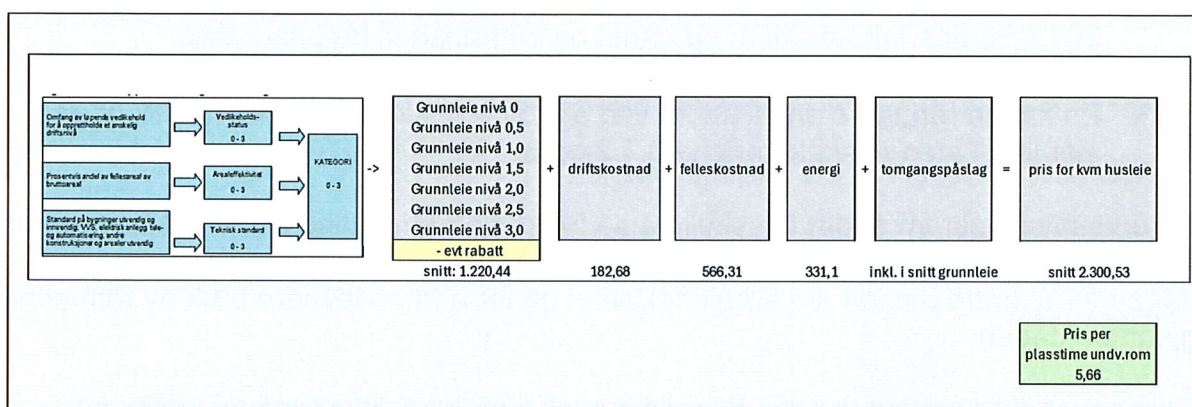 Omfang av løpende vedlikehold
for å opprettholde et ønskelig
driftsnivå
Vedlikeholds-
status
0 - 3
Prosentvis andel av fellesareal av
bruttoareal
Arealeffektivitet
0 - 3
Standard på bygninger utvendig og
innvendig, VVS, elektrisk anlegg, tele-
og automatisering, andre
konstruksjoner og arealer utvendig
Teknisk standard
0 - 3
KATEGORI
0 - 3
->
Grunnleie nivå 0
Grunnleie nivå 0,5
Grunnleie nivå 1,0
Grunnleie nivå 1,5
Grunnleie nivå 2,0
Grunnleie nivå 2,5
Grunnleie nivå 3,0
- evt rabatt
snitt: 1.220,44
+
driftskostnad
182,68
+
felleskostnad
566,31
+
energi
331,1
+
tomgangspåslag
inkl. i snitt grunnleie
=
pris for kvm husleie
snitt 2.300,53
Pris per
plasstime undv.rom
5,66